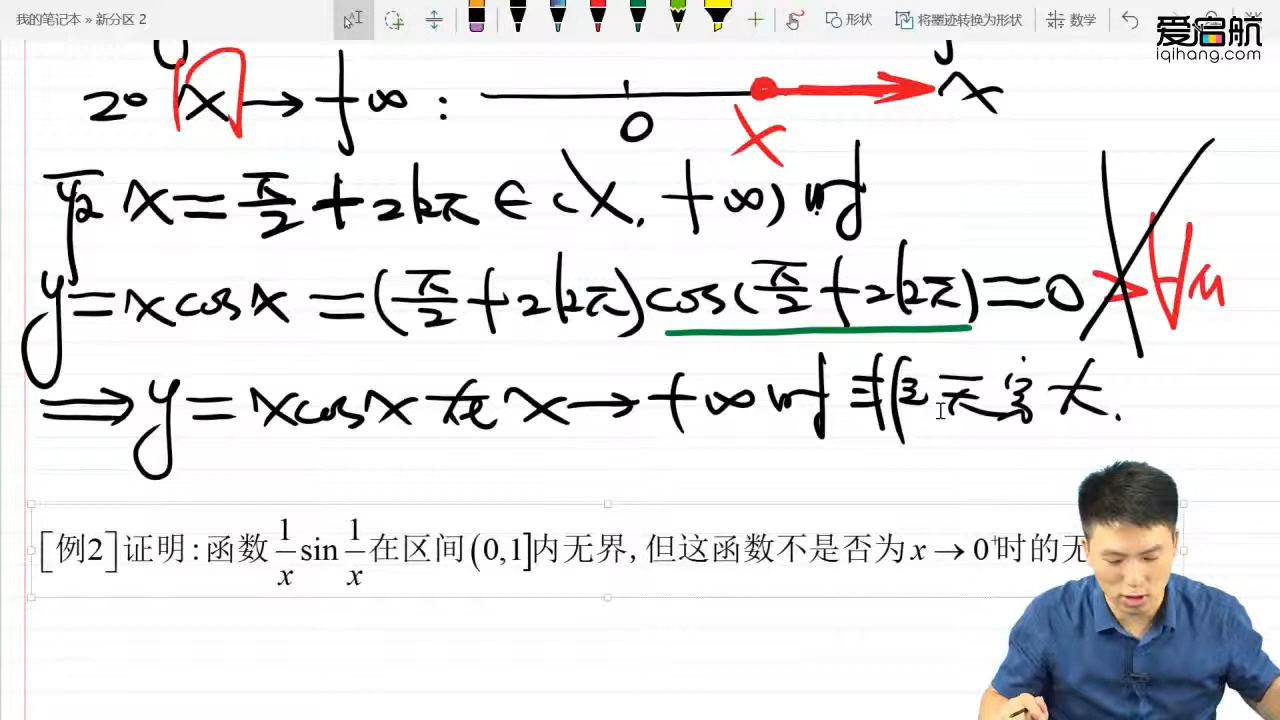 我的笔记本 » 新分区 2
形状
将墨迹转换为形状
数学
爱启航
iqihang.com
2° x → +∞ : 0 X x
取 x = π/2 + 2kπ ∈ (X, +∞) 时
y = x cos x = (π/2 + 2kπ) cos(π/2 + 2kπ) = 0 > ∀M
⟹ y = x cos x 在 x → +∞ 时 非无穷大.
[例2]证明:函数 1/x sin 1/x 在区间(0,1]内无界,但这函数不是否为 x → 0⁺时的无